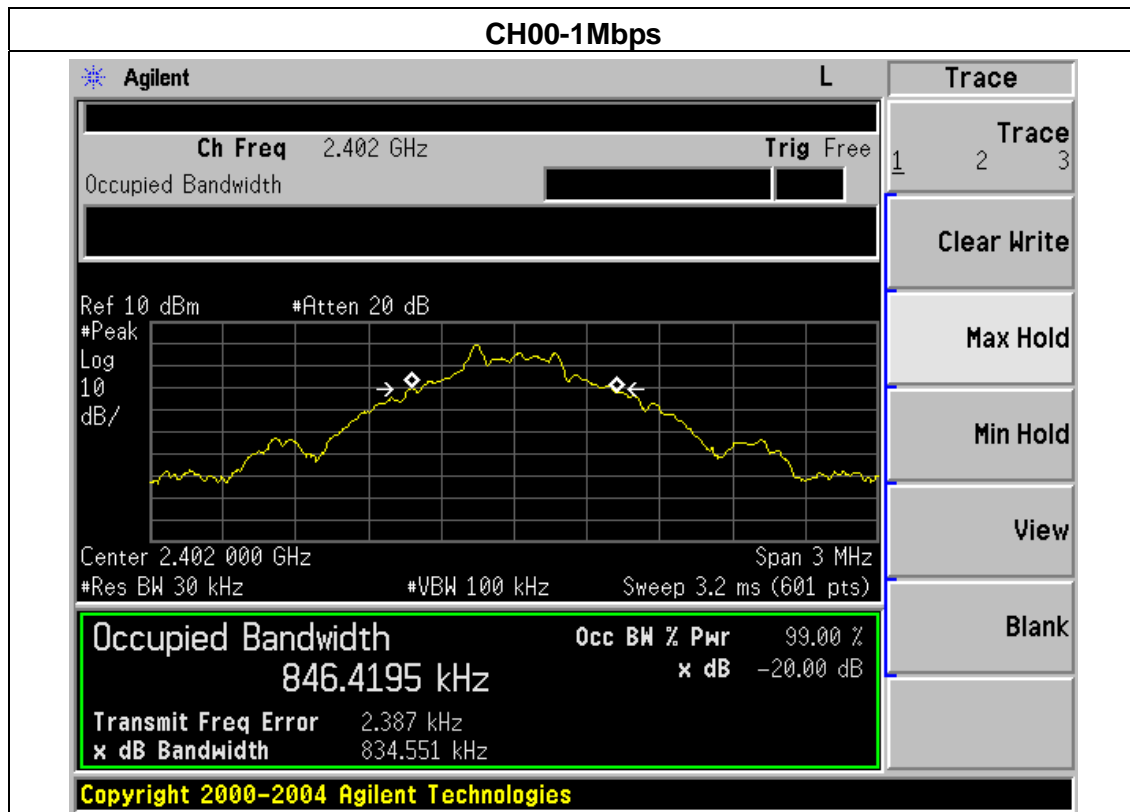 CH00-1Mbps
Agilent L Trace
Ch Freq 2.402 GHz Trig Free
Occupied Bandwidth
Trace
1 2 3
Clear Write
Max Hold
Min Hold
View
Blank
Ref 10 dBm #Atten 20 dB
#Peak
Log
10
dB/
Center 2.402 000 GHz Span 3 MHz
#Res BW 30 kHz #VBW 100 kHz Sweep 3.2 ms (601 pts)
Occupied Bandwidth Occ BW % Pwr 99.00 %
846.4195 kHz x dB -20.00 dB
Transmit Freq Error 2.387 kHz
x dB Bandwidth 834.551 kHz
Copyright 2000-2004 Agilent Technologies